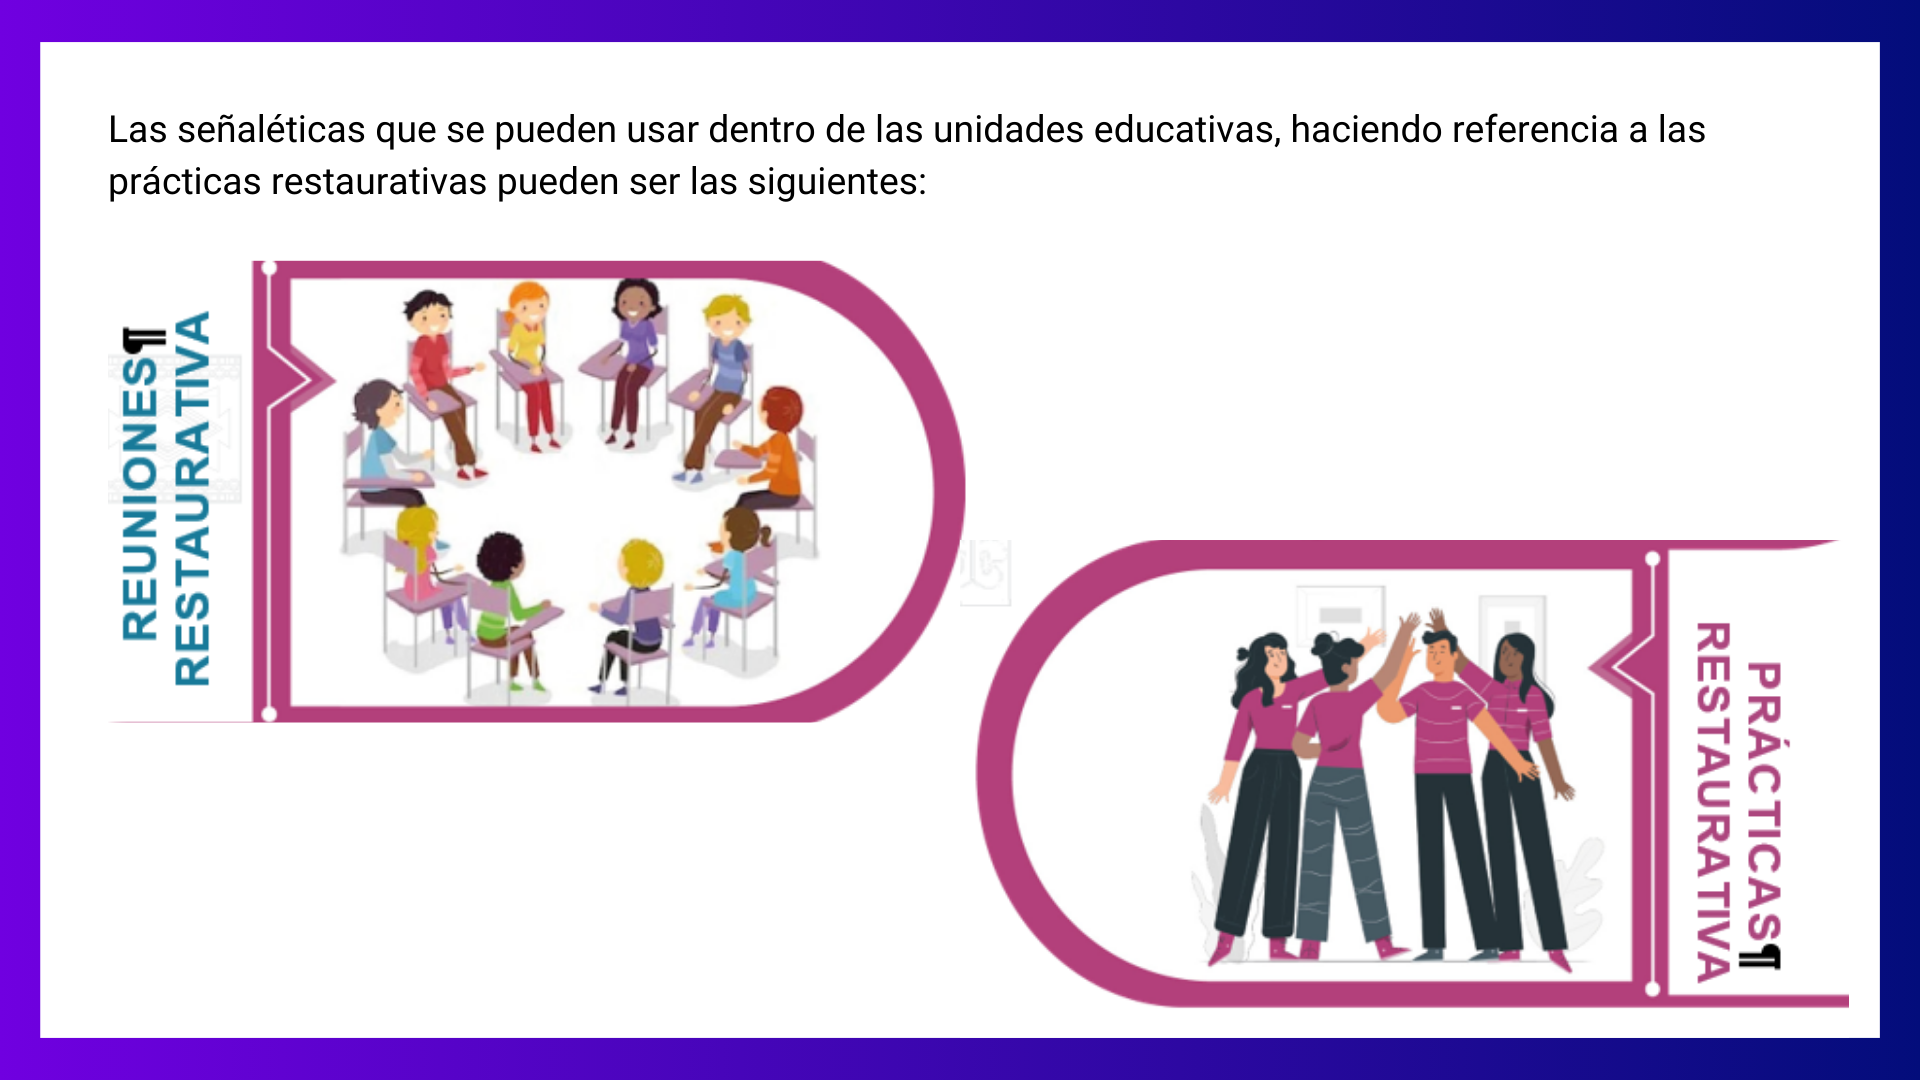 Las señaléticas que se pueden usar dentro de las unidades educativas, haciendo referencia a las
prácticas restaurativas pueden ser las siguientes:
REUNIONES¶
RESTAURATIVA
PRÁCTICAS¶
RESTAURATIVA